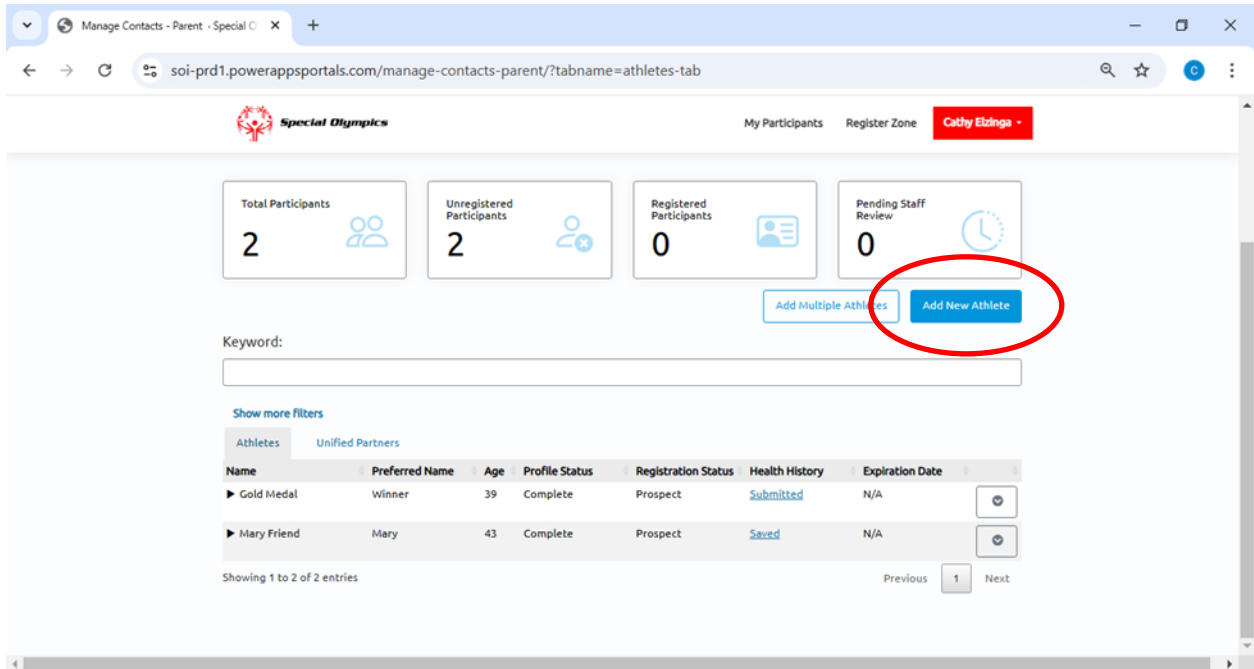 Manage Contacts - Parent - Special O
soi-prd1.powerappsportals.com/manage-contacts-parent/?tabname=athletes-tab
C
Special Olympics
My Participants Register Zone Cathy Elzinga
Total Participants
2
Unregistered
Participants
2
Registered
Participants
0
Pending Staff
Review
0
Add Multiple Athletes Add New Athlete
Keyword:
Show more filters
Athletes Unified Partners
Name Preferred Name Age Profile Status Registration Status Health History Expiration Date
Gold Medal Winner 39 Complete Prospect Submitted N/A
Mary Friend Mary 43 Complete Prospect Saved N/A
Showing 1 to 2 of 2 entries
Previous 1 Next